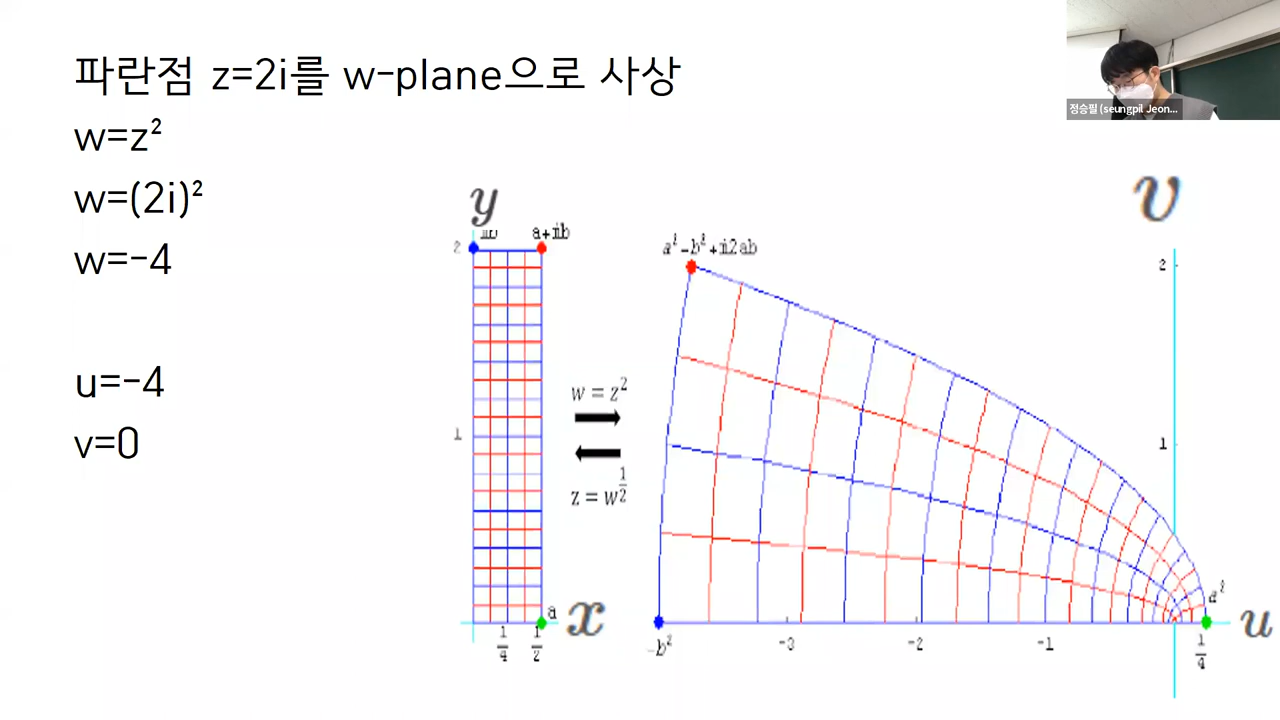 파란점 z=2i를 w-plane으로 사상
w=z²
w=(2i)²
w=-4
u=-4
v=0
정승필 (seungpil Jeon...
y
a+ib
2
1
a
x
1/4
1/2
w = z²
z = w^1/2
a²-b²+i2ab
v
2
1
a²
u
-b²
-3
-2
-1
1/4